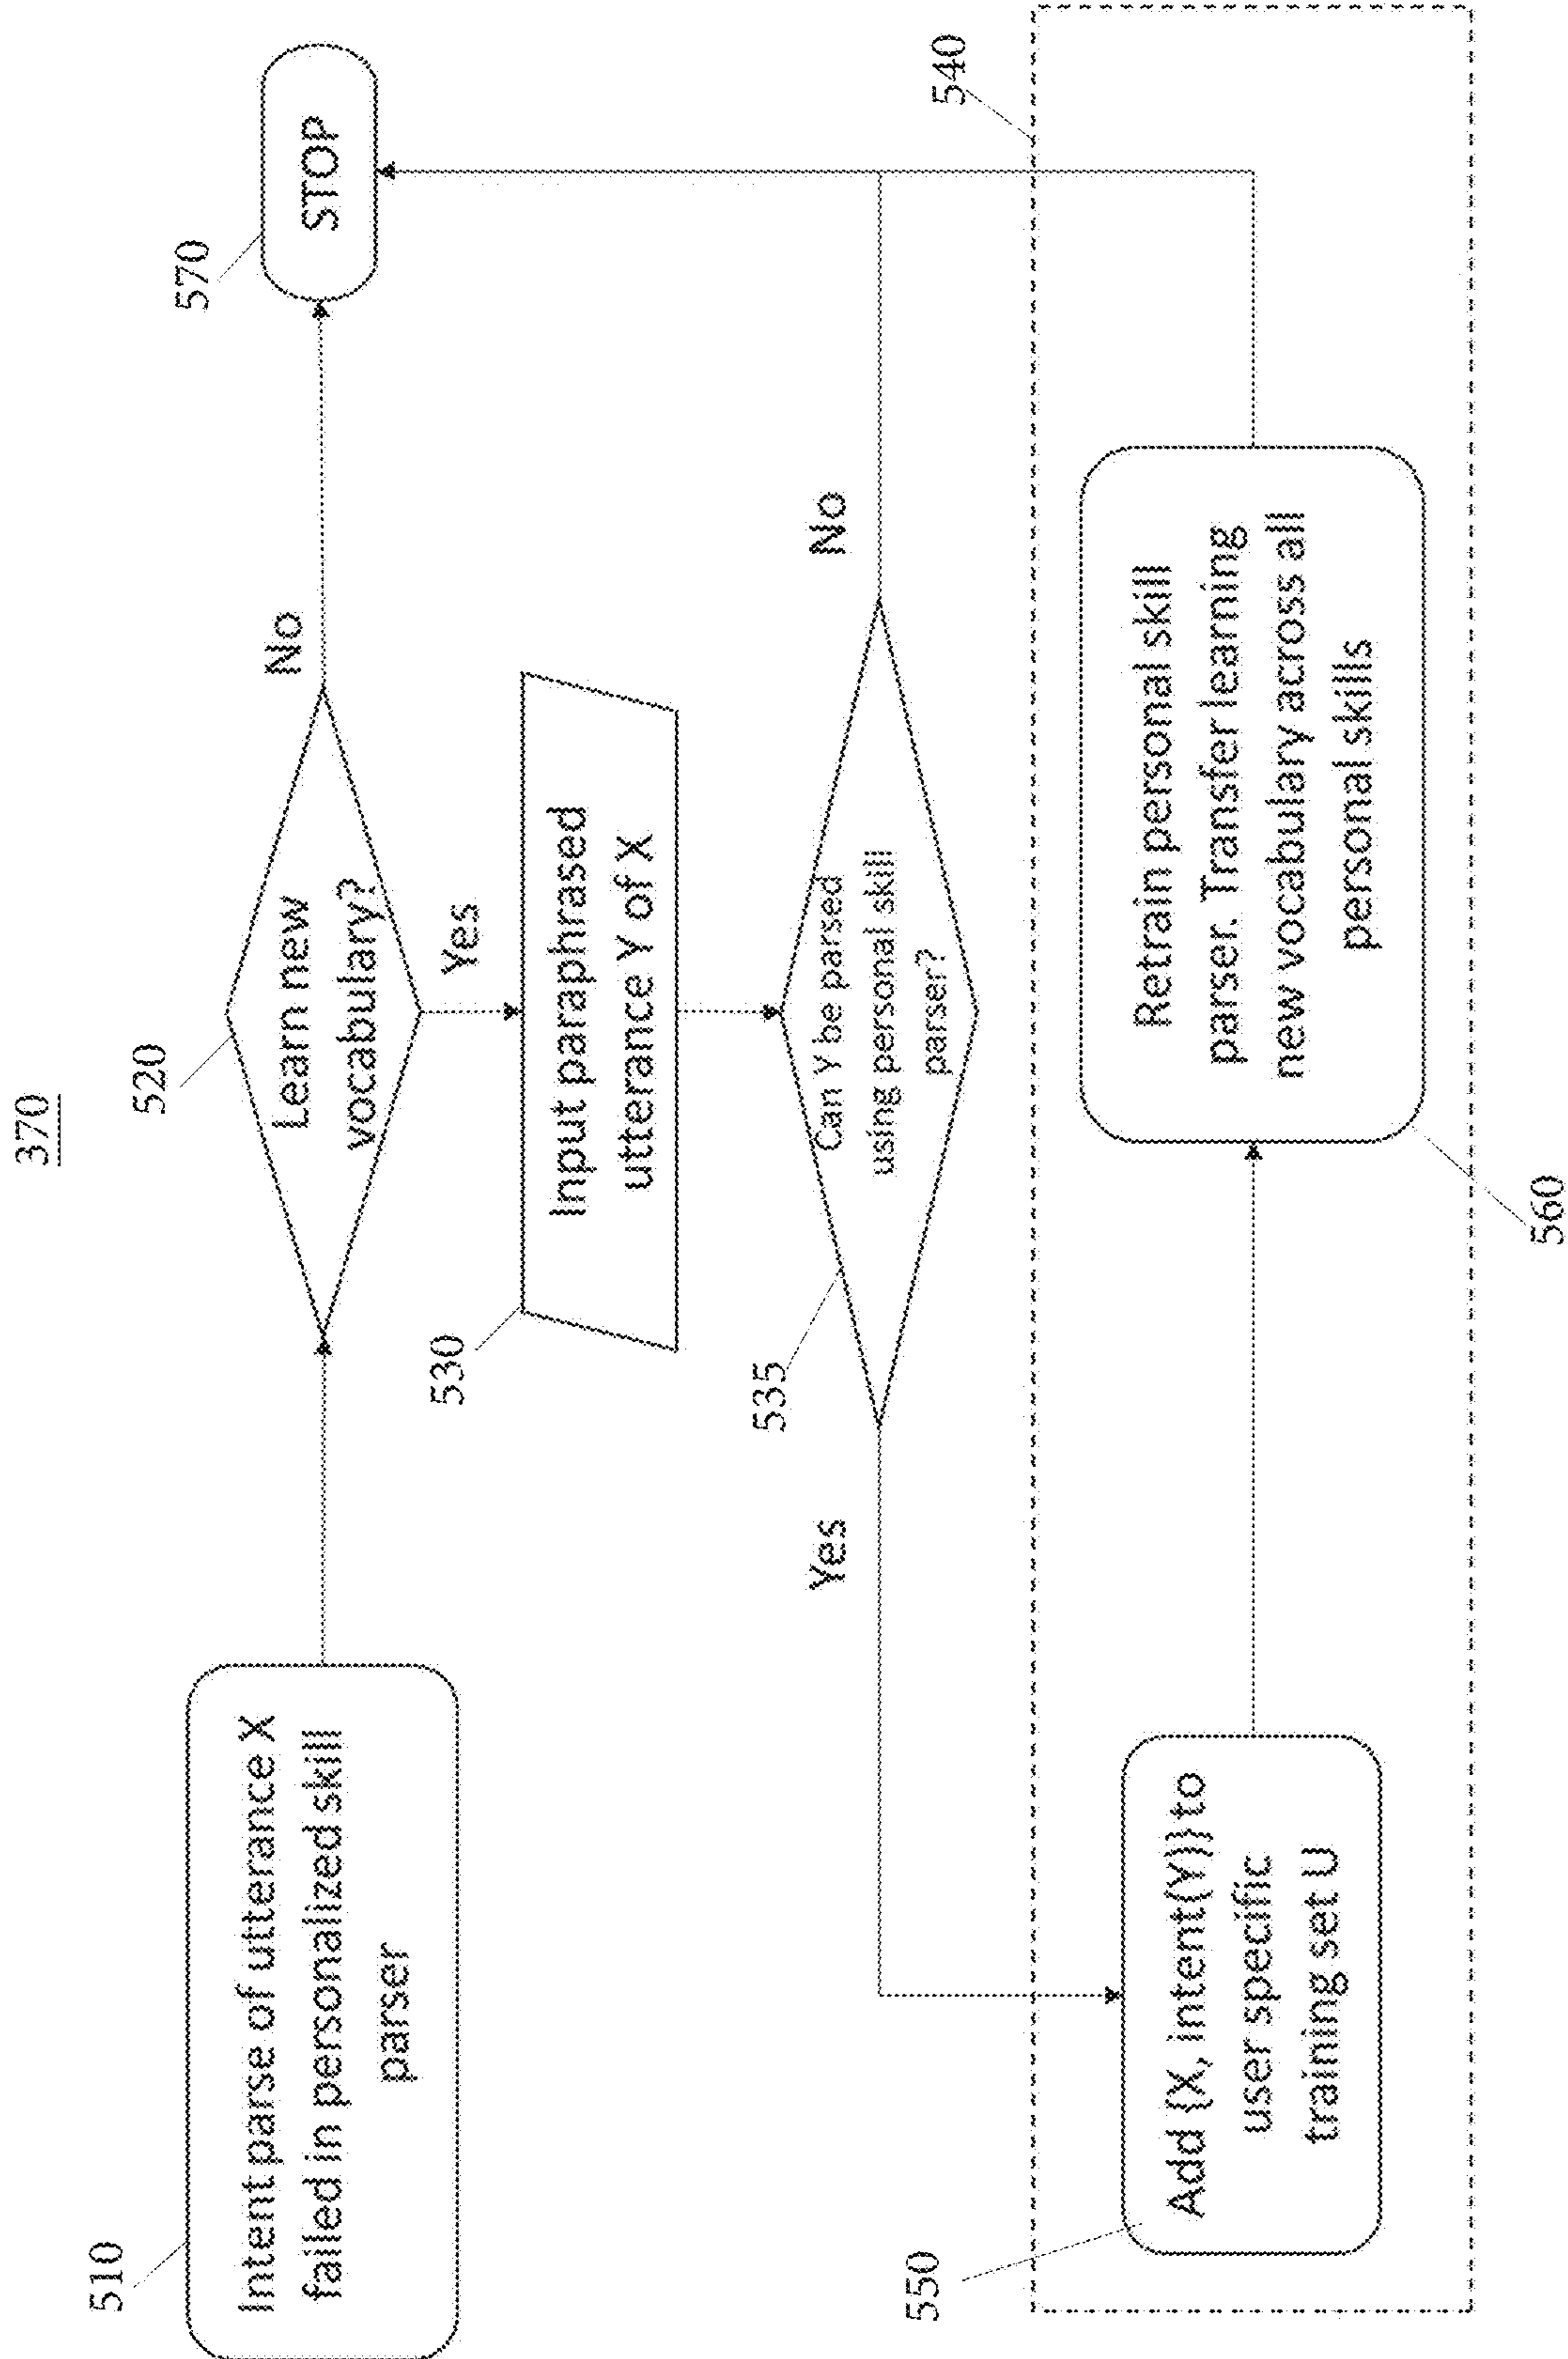 370
510
Intent parse of utterance X
failed in personalized skill
parser
520
Learn new
vocabulary?
No
570
STOP
Yes
530
Input paraphrased
utterance Y of X
535
Can Y be parsed
using personal skill
parser?
Yes
No
540
550
Add {X, intent(Y)} to
user specific
training set U
560
Retrain personal skill
parser. Transfer learning
new vocabulary across all
personal skills